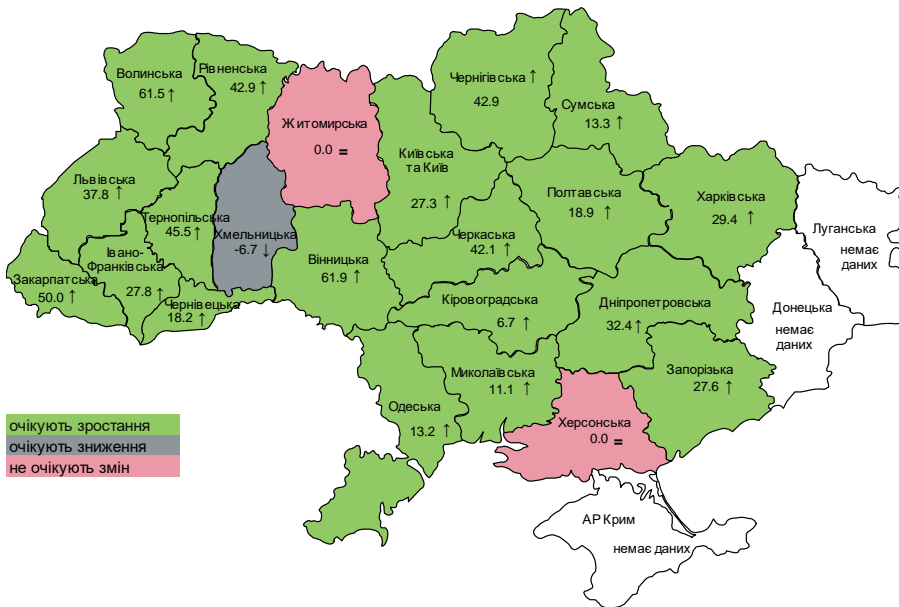 Волинська
61.5 ↑
Рівненська
42.9 ↑
Житомирська
0.0 =
Чернігівська ↑
42.9
Сумська
13.3 ↑
Київська
та Київ
27.3 ↑
Львівська
37.8 ↑
Тернопільська
45.5 ↑
Хмельницька
-6.7 ↓
Полтавська
18.9 ↑
Харківська
29.4 ↑
Луганська
немає
даних
Черкаська
42.1 ↑
Вінницька
61.9 ↑
Івано-
Франківська
27.8 ↑
Закарпатська
50.0 ↑
Чернівецька
18.2 ↑
Кіровоградська
6.7 ↑
Дніпропетровська
32.4 ↑
Донецька
немає
даних
Миколаївська
11.1 ↑
Запорізька
27.6 ↑
Одеська
13.2 ↑
Херсонська
0.0 =
очікують зростання
очікують зниження
не очікують змін
АР Крим
немає даних